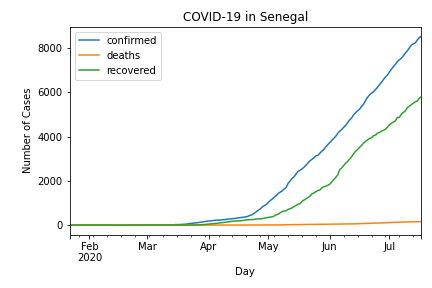 COVID-19 in Senegal
confirmed
deaths
recovered
Number of Cases
8000
6000
4000
2000
0
Feb Mar Apr May Jun Jul
2020
Day